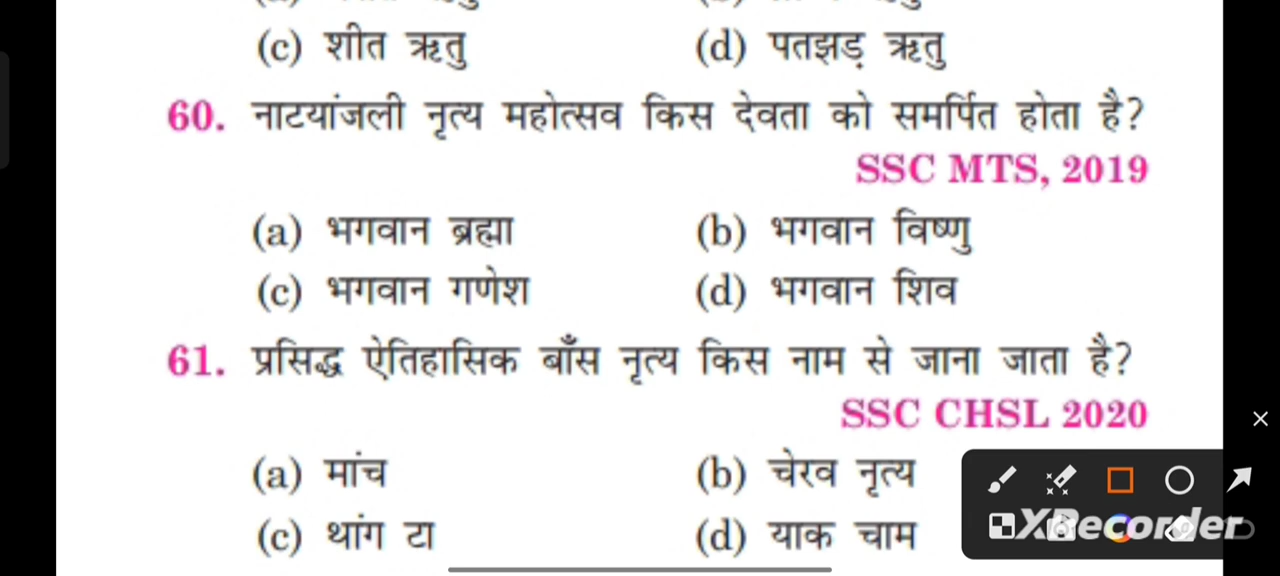 (c) शीत ऋतु (d) पतझड़ ऋतु
60. नाटयांजली नृत्य महोत्सव किस देवता को समर्पित होता है?
SSC MTS, 2019
(a) भगवान ब्रह्मा (b) भगवान विष्णु
(c) भगवान गणेश (d) भगवान शिव
61. प्रसिद्ध ऐतिहासिक बाँस नृत्य किस नाम से जाना जाता है?
SSC CHSL 2020
(a) मांच (b) चेरव नृत्य
(c) थांग टा (d) याक चाम
XRecorder